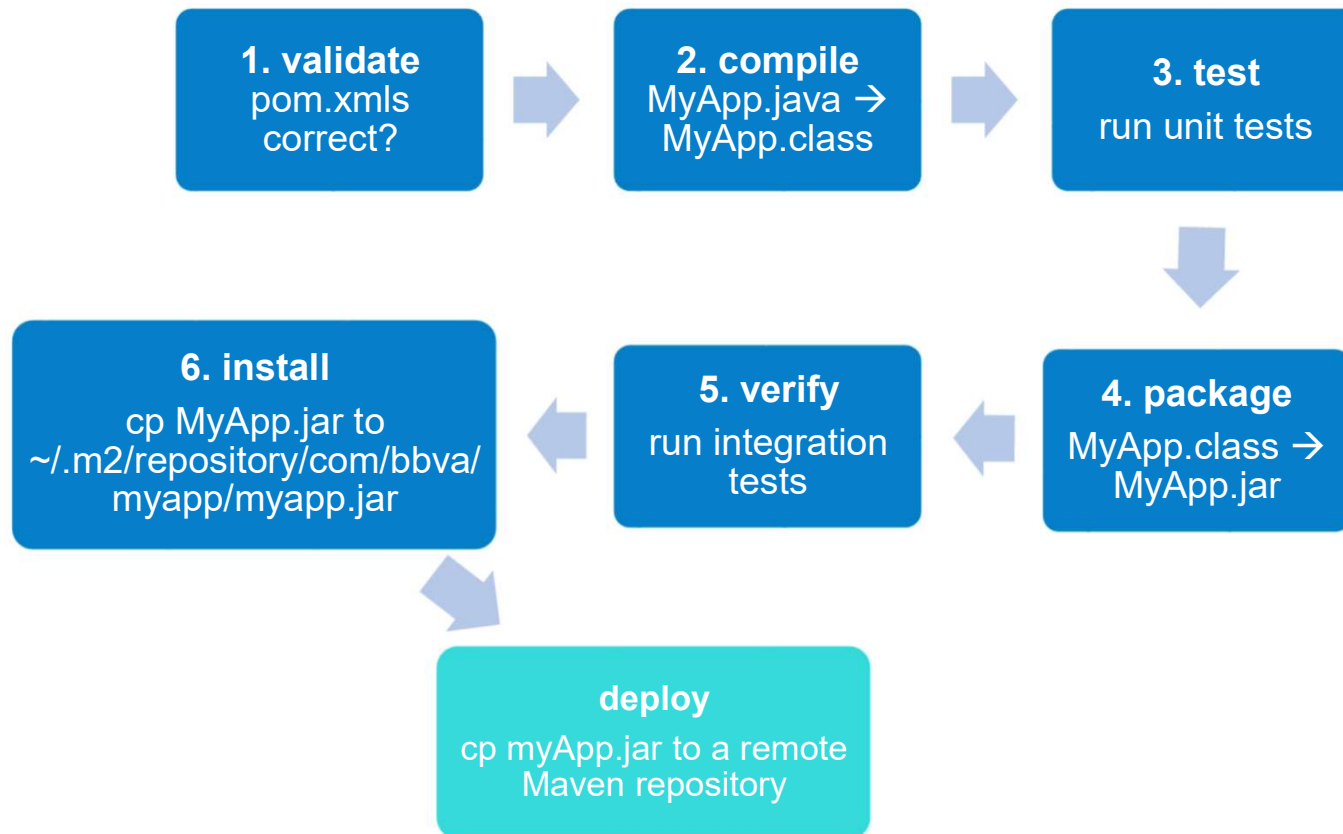 1. validate
pom.xmls
correct?
2. compile
MyApp.java →
MyApp.class
3. test
run unit tests
4. package
MyApp.class →
MyApp.jar
5. verify
run integration
tests
6. install
cp MyApp.jar to
~/.m2/repository/com/bbva/
myapp/myapp.jar
deploy
cp myApp.jar to a remote
Maven repository